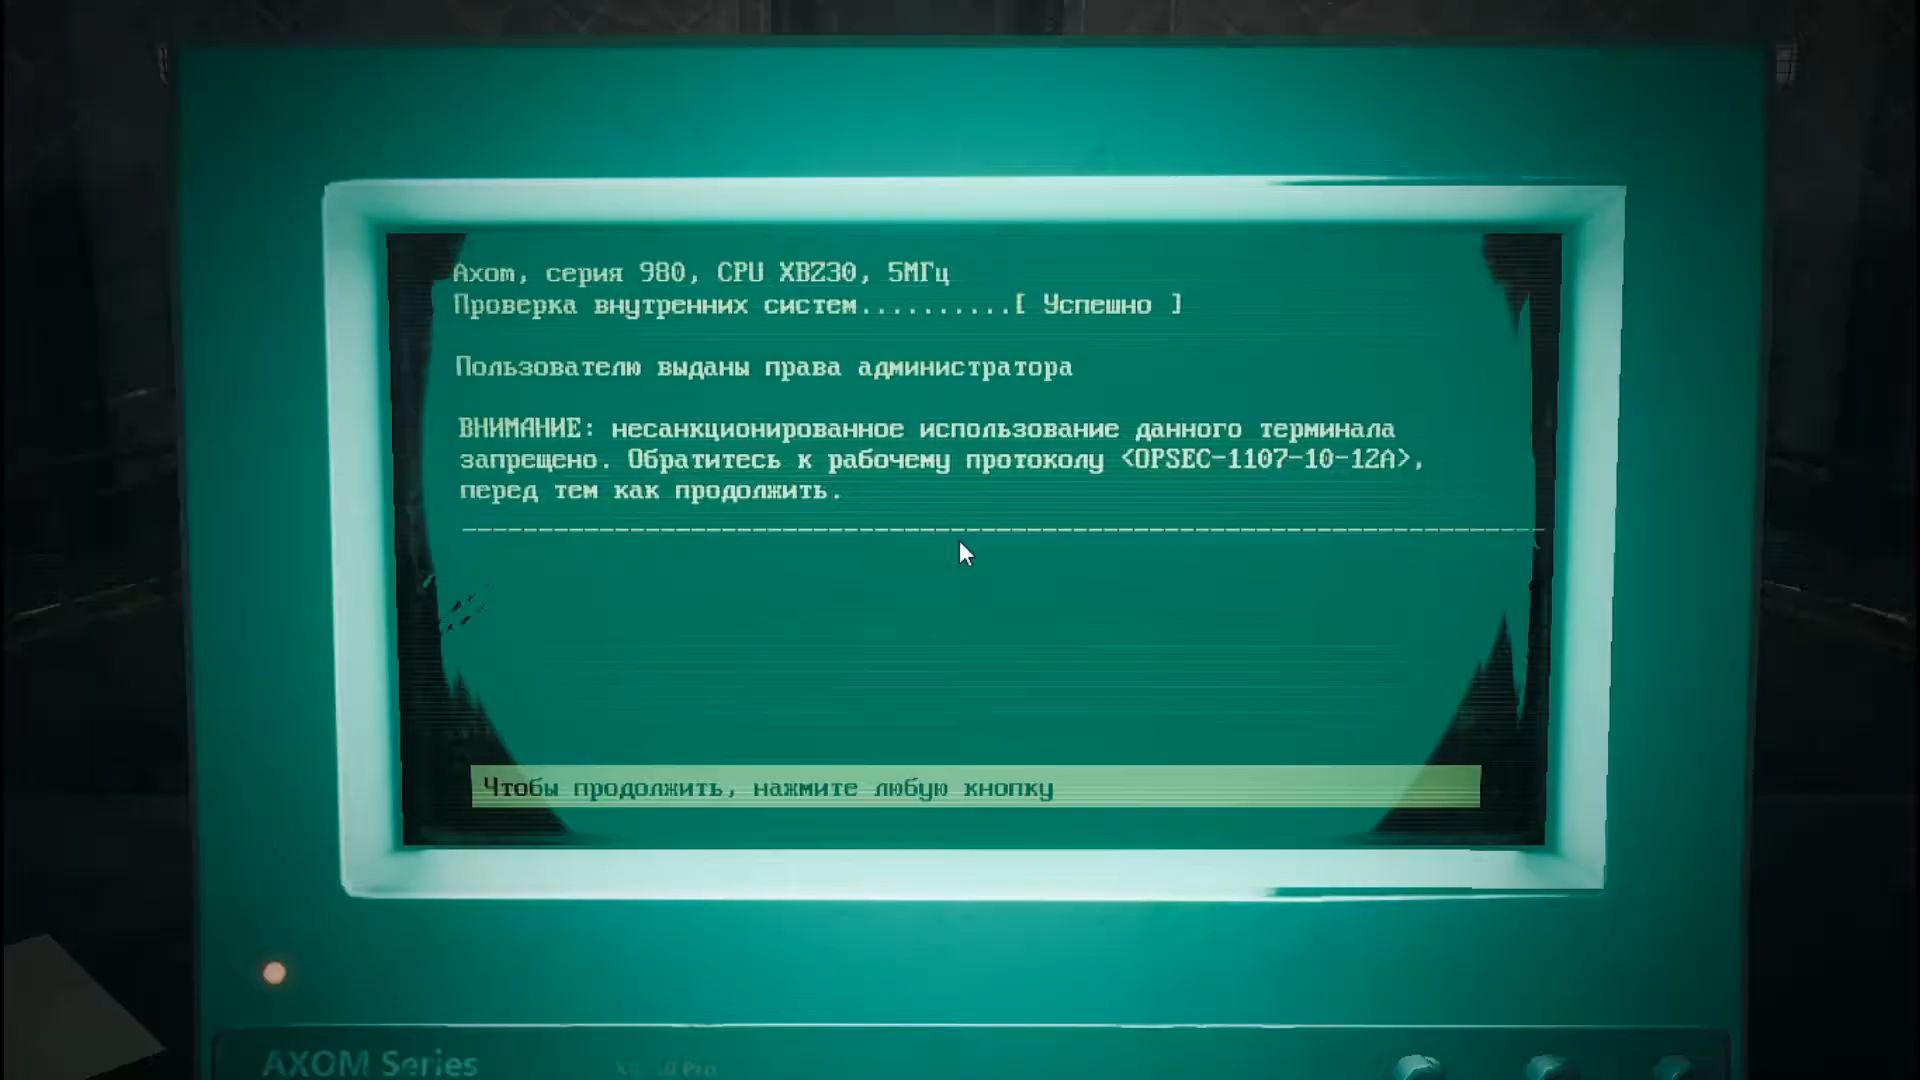 Axom, серия 980, CPU XBZ30, 5МГц
Проверка внутренних систем..........[ Успешно ]
Пользователю выданы права администратора
ВНИМАНИЕ: несанкционированное использование данного терминала
запрещено. Обратитесь к рабочему протоколу <OPSEC-1107-10-12A>,
перед тем как продолжить.
Чтобы продолжить, нажмите любую кнопку
AXOM Series